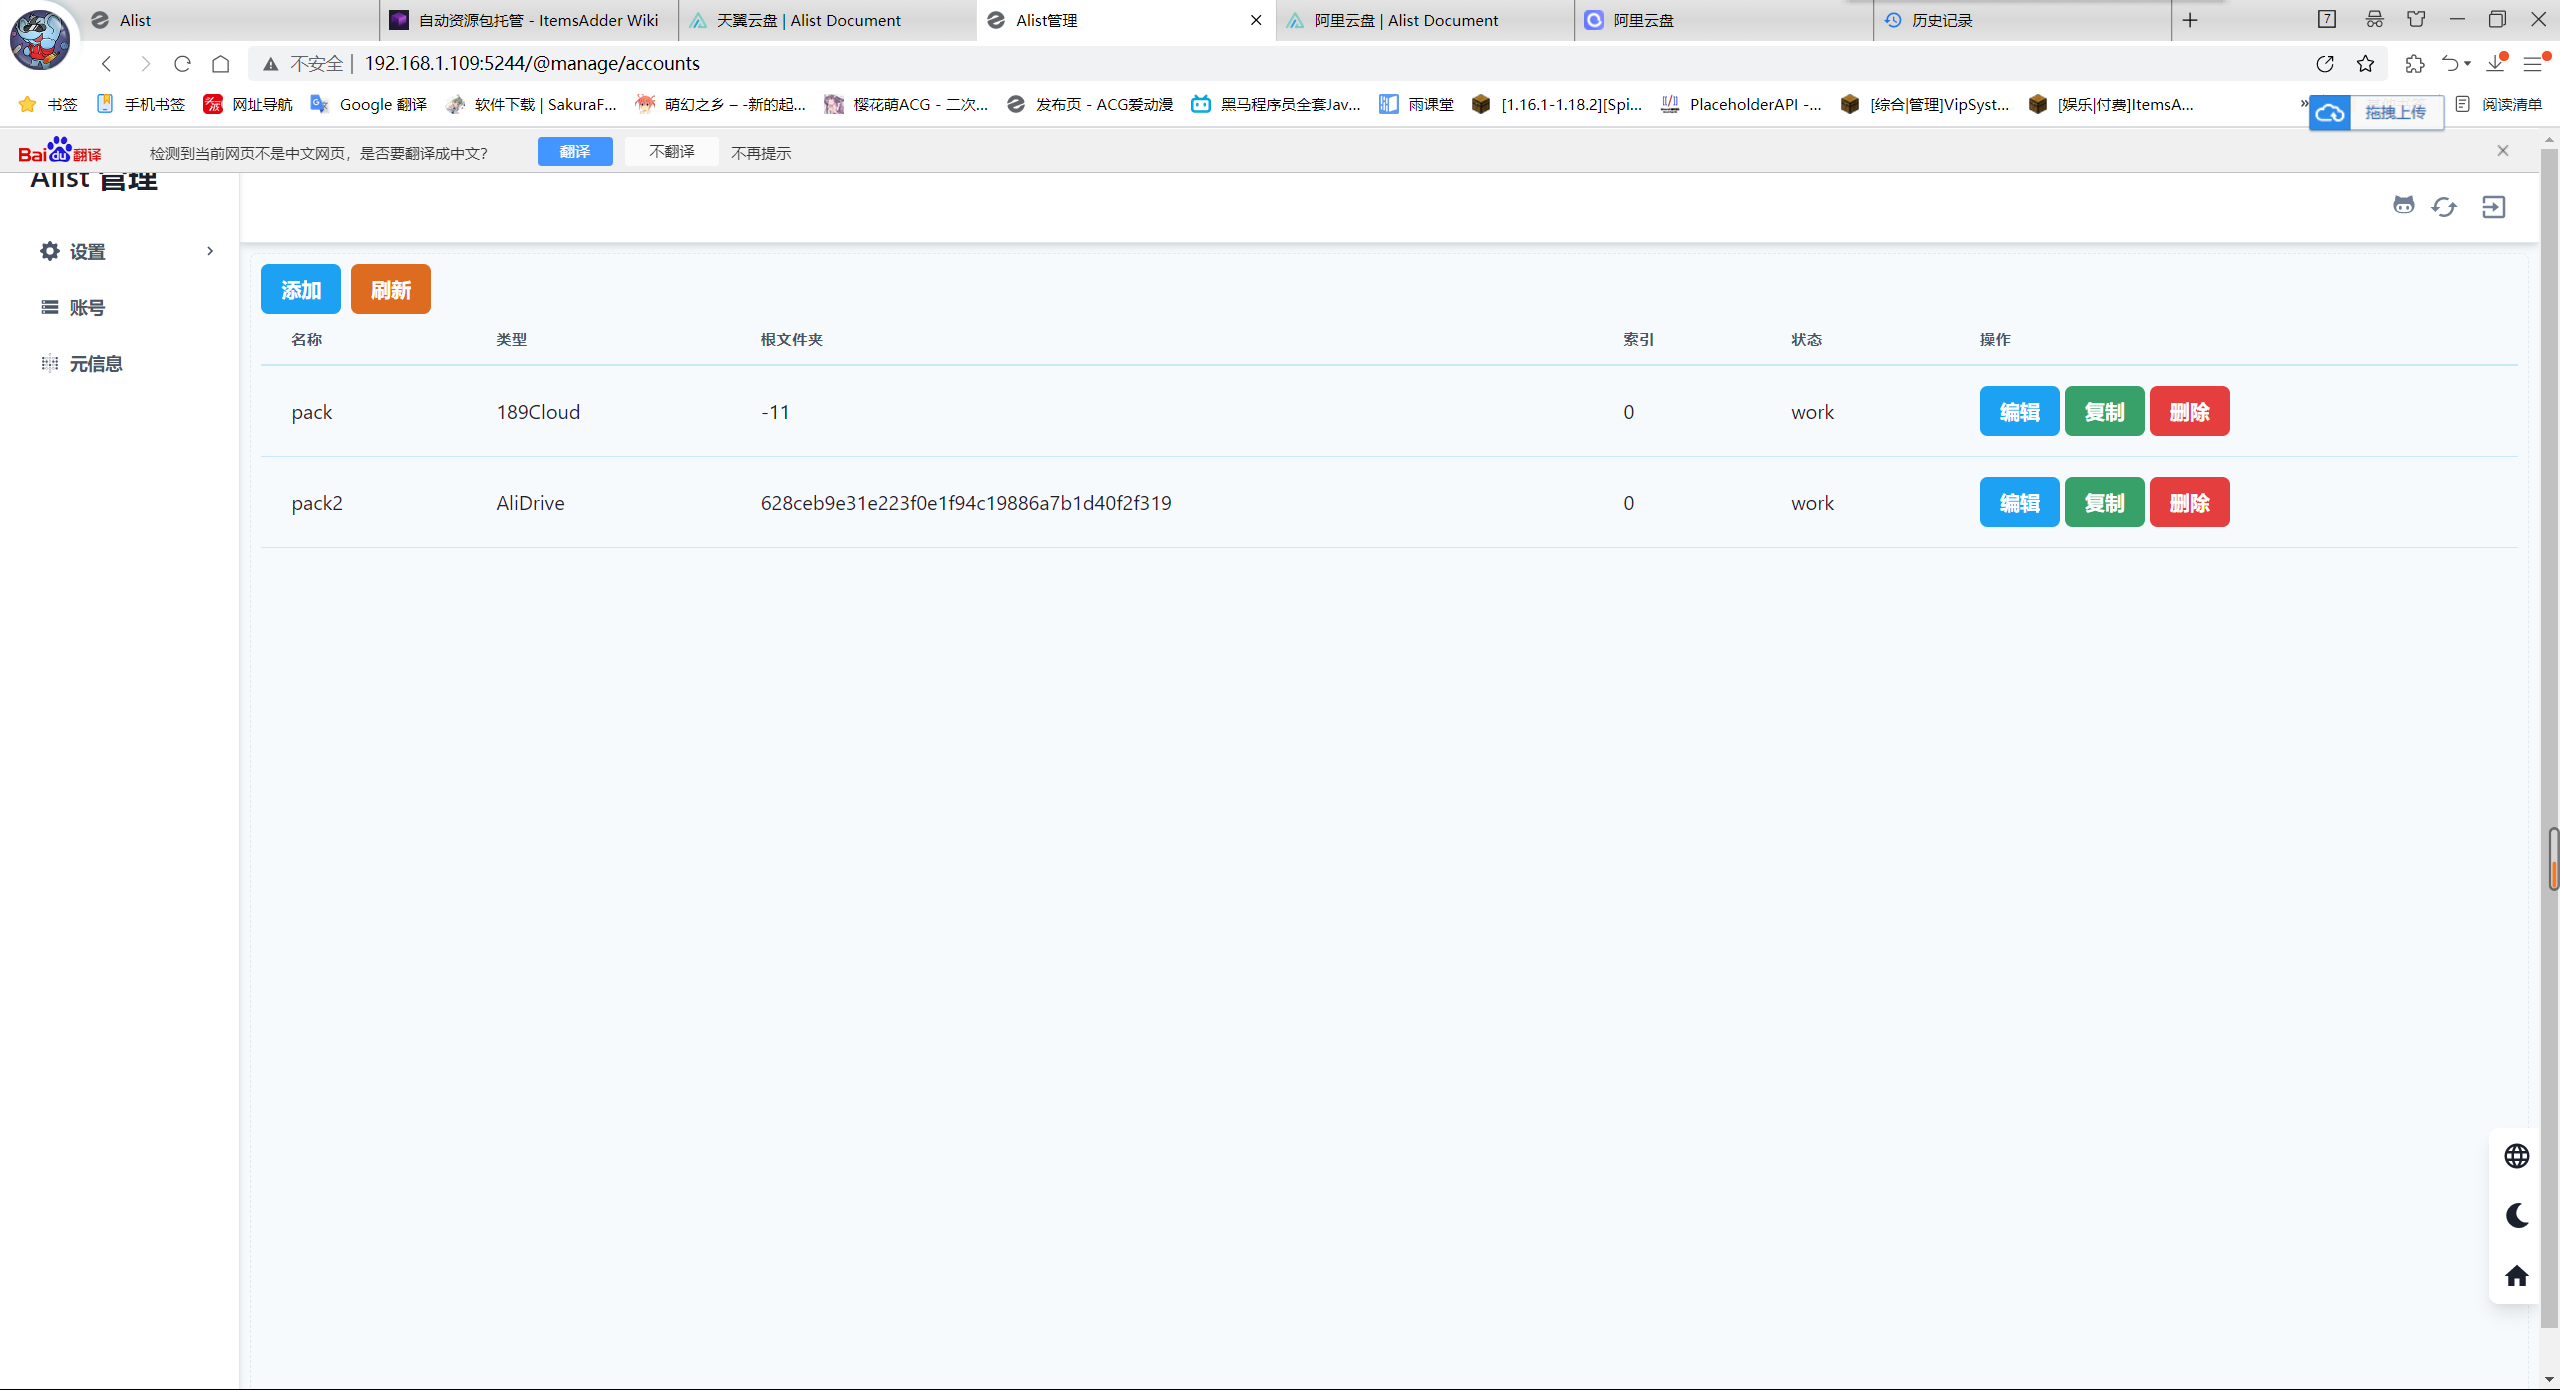 Alist
自动资源包托管 - ItemsAdder Wiki
天翼云盘 | Alist Document
Alist管理
阿里云盘 | Alist Document
阿里云盘
历史记录
7
不安全 | 192.168.1.109:5244/@manage/accounts
书签
手机书签
网址导航
Google 翻译
软件下载 | SakuraF...
萌幻之乡 – -新的起...
樱花萌ACG - 二次...
发布页 - ACG爱动漫
黑马程序员全套Jav...
雨课堂
[1.16.1-1.18.2][Spi...
PlaceholderAPI -...
[综合|管理]VipSyst...
[娱乐|付费]ItemsA...
»
拖拽上传
阅读清单
Bai du 翻译
检测到当前网页不是中文网页，是否要翻译成中文?
翻译
不翻译
不再提示
Alist 管理
设置
账号
元信息
添加
刷新
名称 类型 根文件夹 索引 状态 操作
pack 189Cloud -11 0 work 编辑 复制 删除
pack2 AliDrive 628ceb9e31e223f0e1f94c19886a7b1d40f2f319 0 work 编辑 复制 删除